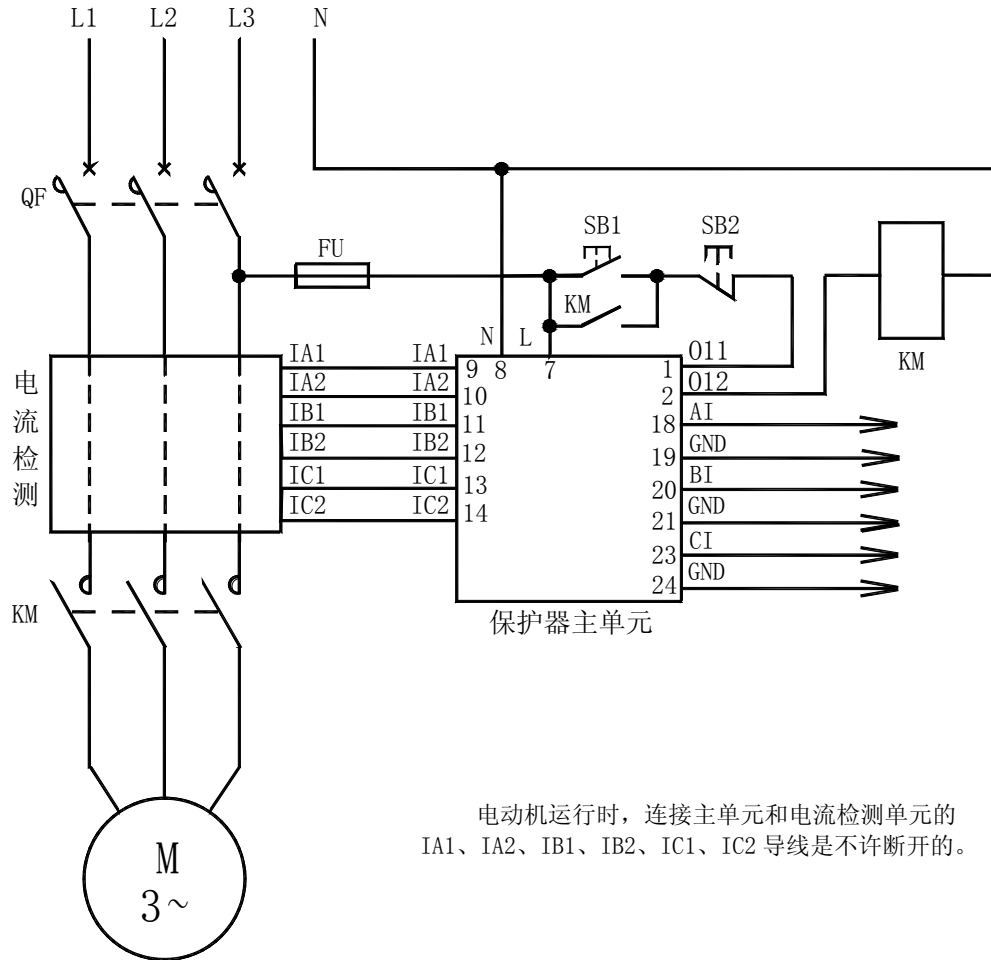 L1 L2 L3 N
QF
FU
SB1 SB2
KM
KM
N L
电流检测
IA1 IA1 9 8 7 1 O11
IA2 IA2 10 2 O12
IB1 IB1 11 18 AI
IB2 IB2 12 19 GND
IC1 IC1 13 20 BI
IC2 IC2 14 21 GND
23 CI
24 GND
KM
保护器主单元
M
3~
电动机运行时，连接主单元和电流检测单元的
IA1、IA2、IB1、IB2、IC1、IC2 导线是不许断开的。